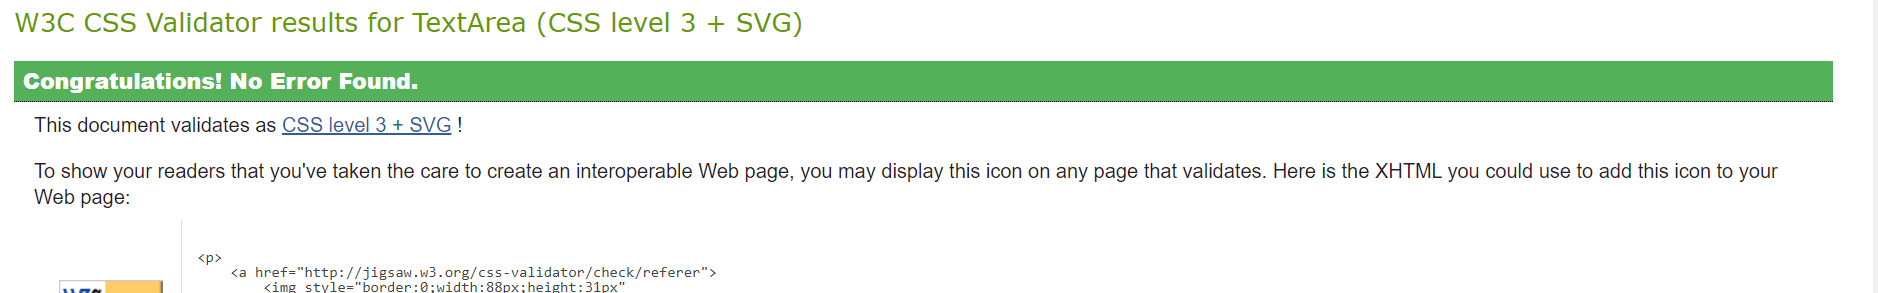 W3C CSS Validator results for TextArea (CSS level 3 + SVG)
Congratulations! No Error Found.
This document validates as CSS level 3 + SVG !
To show your readers that you've taken the care to create an interoperable Web page, you may display this icon on any page that validates. Here is the XHTML you could use to add this icon to your
Web page:
<p>
<a href="http://jigsaw.w3.org/css-validator/check/referer">
<img style="border:0;width:88px;height:31px"